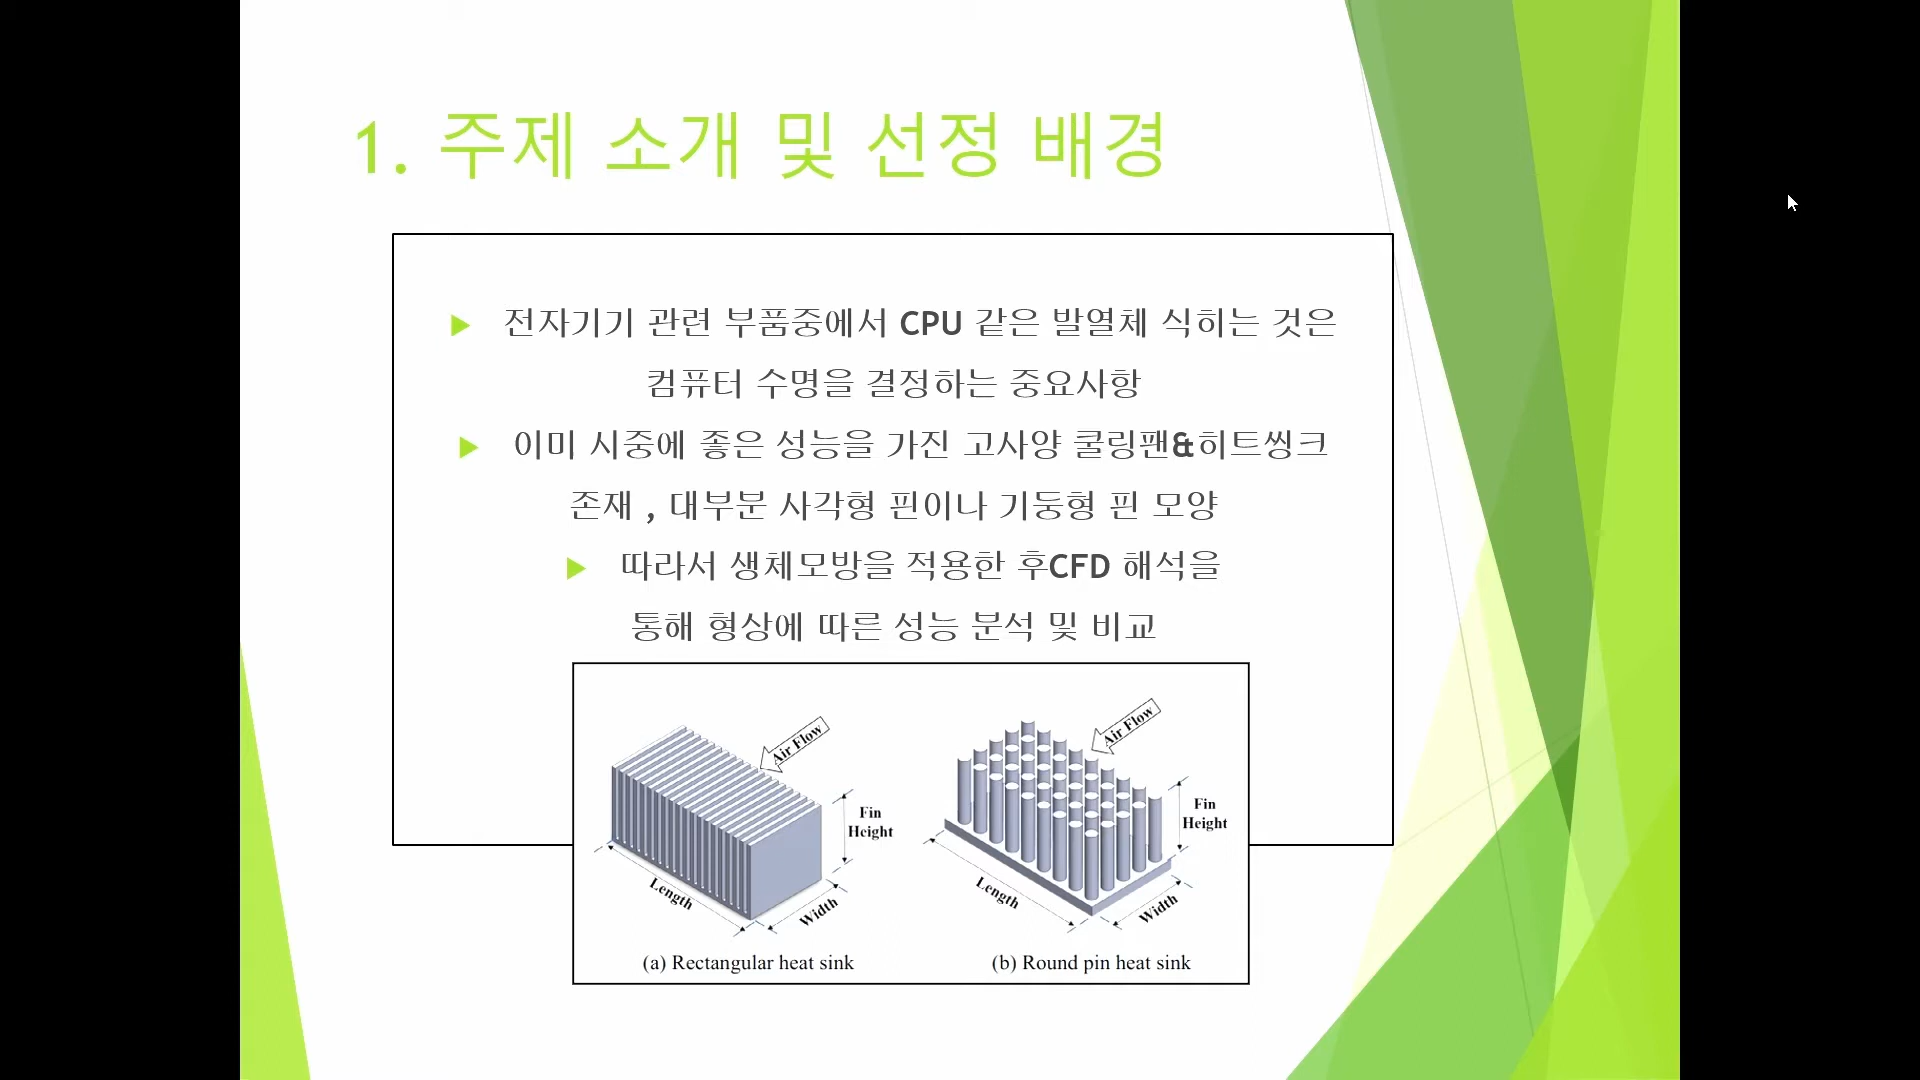 1. 주제 소개 및 선정 배경
전자기기 관련 부품중에서 CPU 같은 발열체 식히는 것은
컴퓨터 수명을 결정하는 중요사항
이미 시중에 좋은 성능을 가진 고사양 쿨링팬&히트씽크
존재 , 대부분 사각형 핀이나 기둥형 핀 모양
따라서 생체모방을 적용한 후CFD 해석을
통해 형상에 따른 성능 분석 및 비교
Air Flow
Fin
Height
Length
Width
(a) Rectangular heat sink
Air Flow
Fin
Height
Length
Width
(b) Round pin heat sink